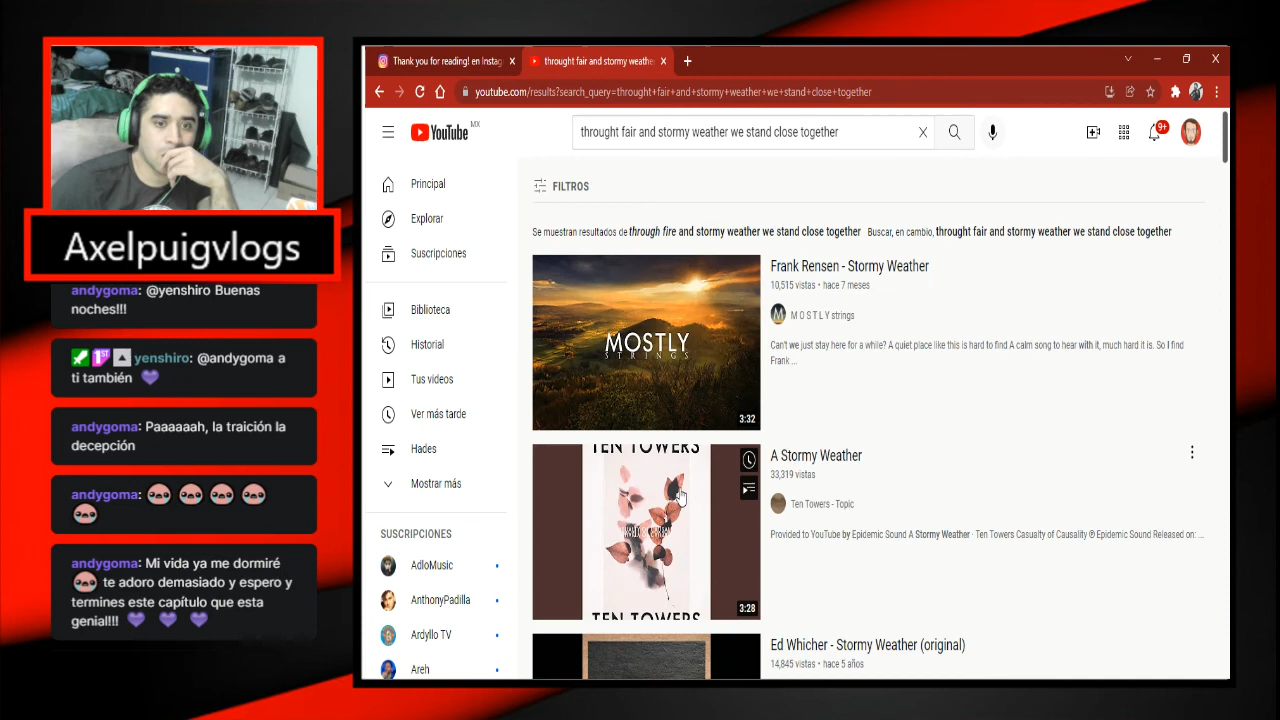 Thank you for reading! en Instag
throught fair and stormy weathe
youtube.com/results?search_query=throught+fair+and+stormy+weather+we+stand+close+together
YouTube MX
throught fair and stormy weather we stand close together
9+
Axelpuigvlogs
andygoma: @yenshiro Buenas
noches!!!
yenshiro: @andygoma a
ti también
andygoma: Paaaaaah, la traición la
decepción
andygoma:
andygoma: Mi vida ya me dormiré
te adoro demasiado y espero y
termines este capítulo que esta
genial!!!
Principal
Explorar
Suscripciones
Biblioteca
Historial
Tus videos
Ver más tarde
Hades
Mostrar más
SUSCRIPCIONES
AdloMusic
AnthonyPadilla
Ardyllo TV
Areh
FILTROS
Se muestran resultados de through fire and stormy weather we stand close together Buscar, en cambio, throught fair and stormy weather we stand close together
MOSTLY
STRINGS
3:32
Frank Rensen - Stormy Weather
10,515 vistas • hace 7 meses
M
M O S T L Y strings
Can't we just stay here for a while? A quiet place like this is hard to find A calm song to hear with it, much hard it is. So I find
Frank ...
TEN TOWERS
TEN TOWERS
3:28
A Stormy Weather
33,319 vistas
Ten Towers - Topic
Provided to YouTube by Epidemic Sound A Stormy Weather · Ten Towers Casualty of Causality ℗ Epidemic Sound Released on: ...
Ed Whicher - Stormy Weather (original)
14,845 vistas • hace 5 años